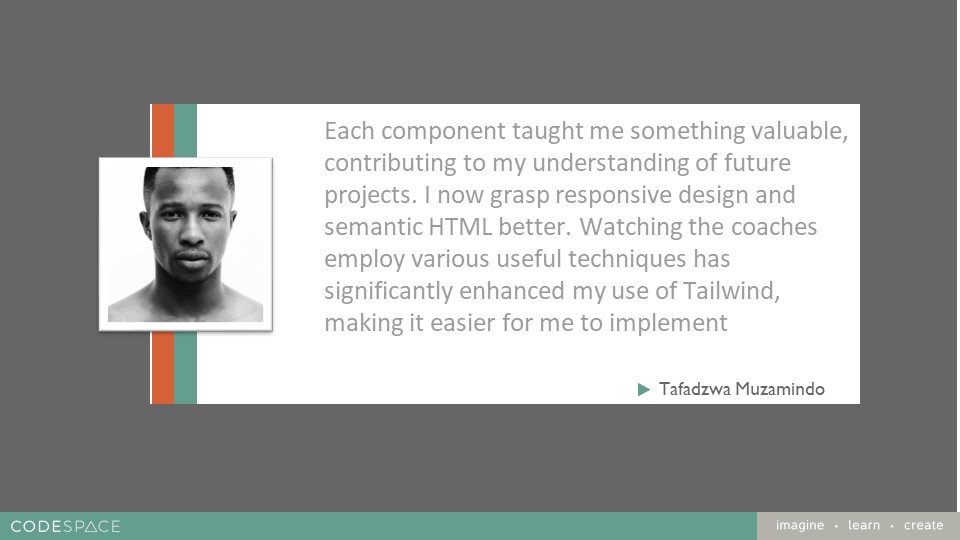 Each component taught me something valuable,
contributing to my understanding of future
projects. I now grasp responsive design and
semantic HTML better. Watching the coaches
employ various useful techniques has
significantly enhanced my use of Tailwind,
making it easier for me to implement
Tafadzwa Muzamindo
CODESPACE
imagine • learn • create